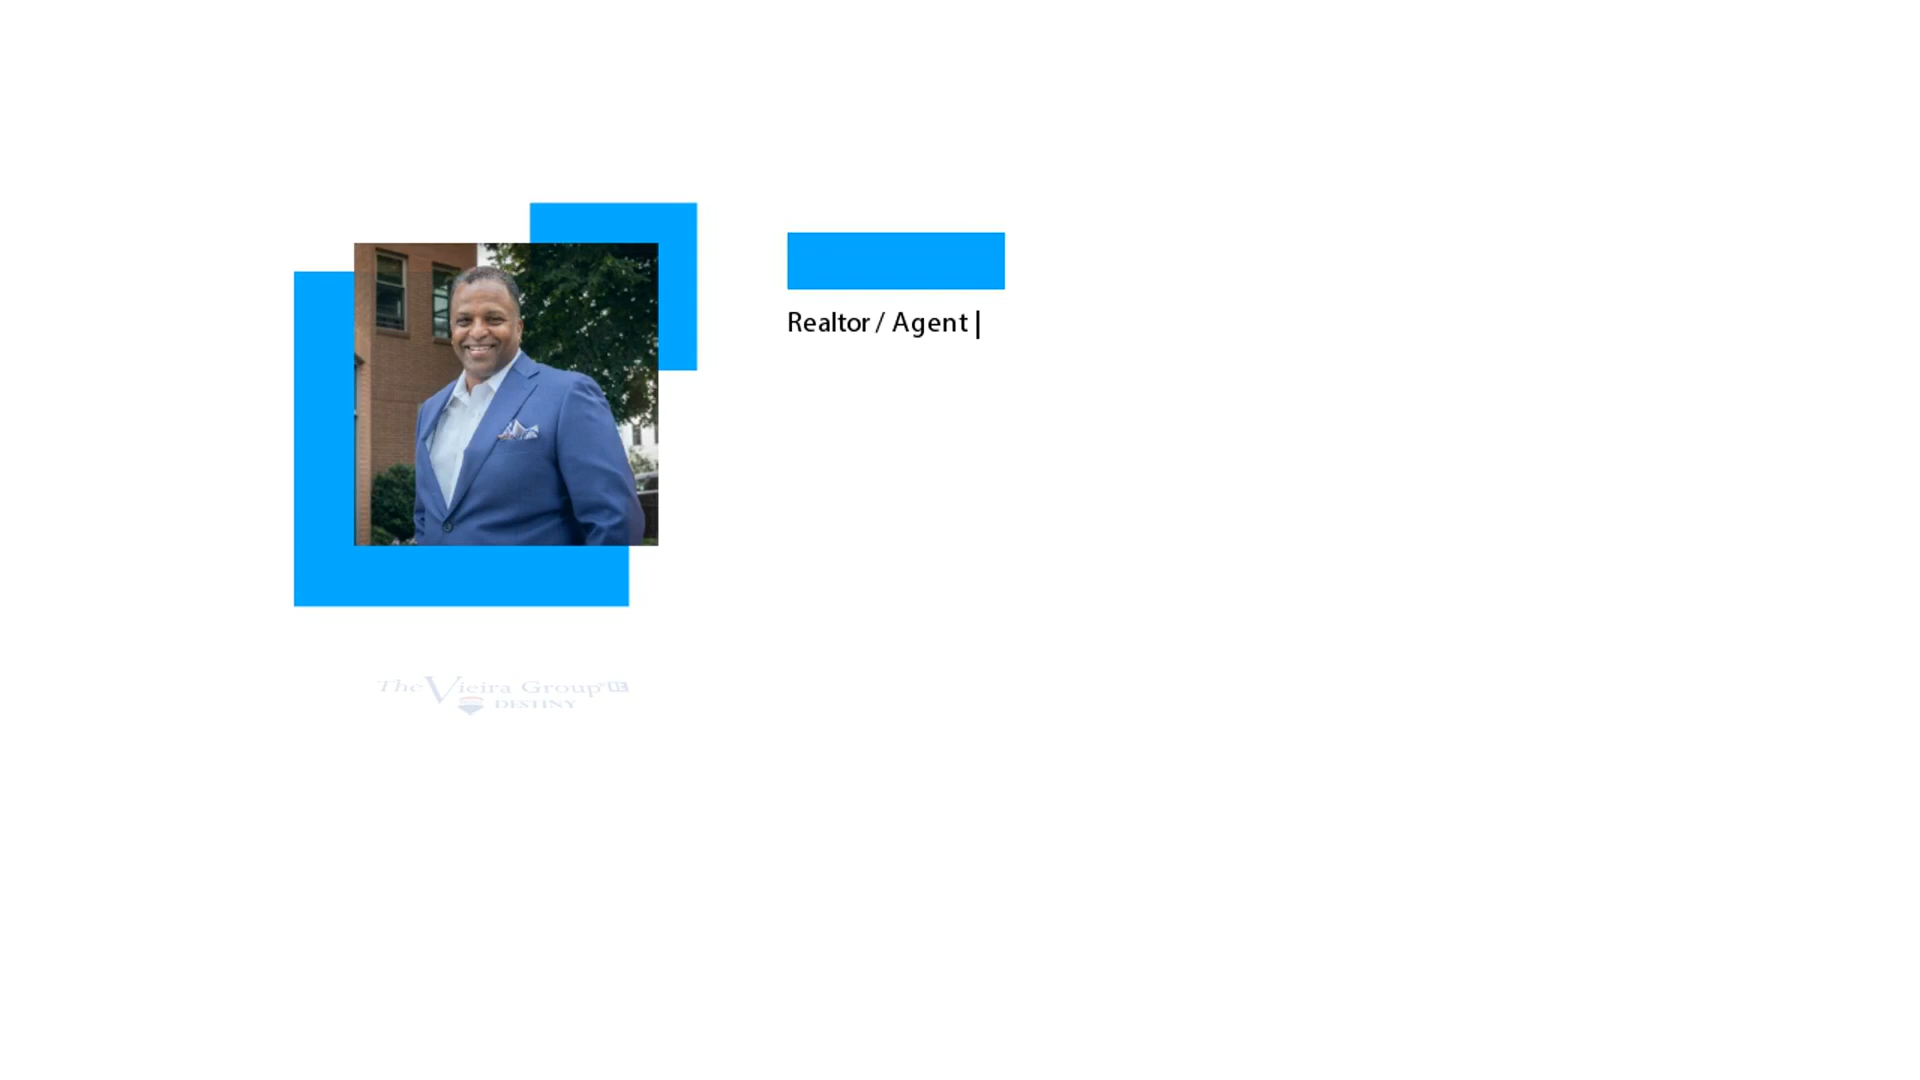 Realtor / Agent |
The Vieira Group
DESTINY